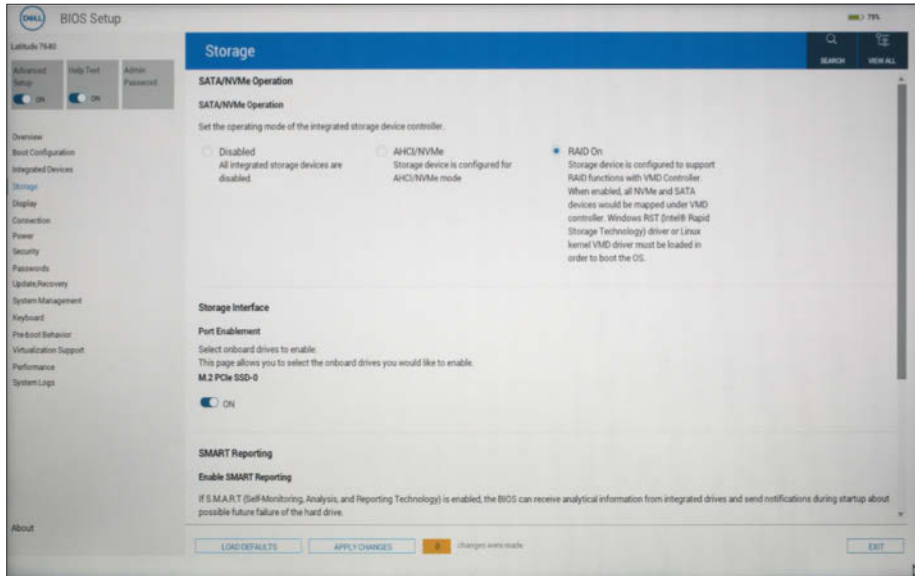 DELL
BIOS Setup
79%
Latitude 7640
Advanced
Setup
ON
Help Text
ON
Admin
Password
Overview
Boot Configuration
Integrated Devices
Storage
Display
Connection
Power
Security
Passwords
Update,Recovery
System Management
Keyboard
Pre-boot Behavior
Virtualization Support
Performance
System Logs
About
Storage
SEARCH
VIEW ALL
SATA/NVMe Operation
SATA/NVMe Operation
Set the operating mode of the integrated storage device controller.
Disabled
All integrated storage devices are
disabled.
AHCI/NVMe
Storage device is configured for
AHCI/NVMe mode
RAID On
Storage device is configured to support
RAID functions with VMD Controller.
When enabled, all NVMe and SATA
devices would be mapped under VMD
controller. Windows RST (Intel® Rapid
Storage Technology) driver or Linux
kernel VMD driver must be loaded in
order to boot the OS.
Storage Interface
Port Enablement
Select onboard drives to enable:
This page allows you to select the onboard drives you would like to enable.
M.2 PCIe SSD-0
ON
SMART Reporting
Enable SMART Reporting
If S.M.A.R.T (Self-Monitoring, Analysis, and Reporting Technology) is enabled, the BIOS can receive analytical information from integrated drives and send notifications during startup about
possible future failure of the hard drive.
LOAD DEFAULTS
APPLY CHANGES
0
changes were made
EXIT